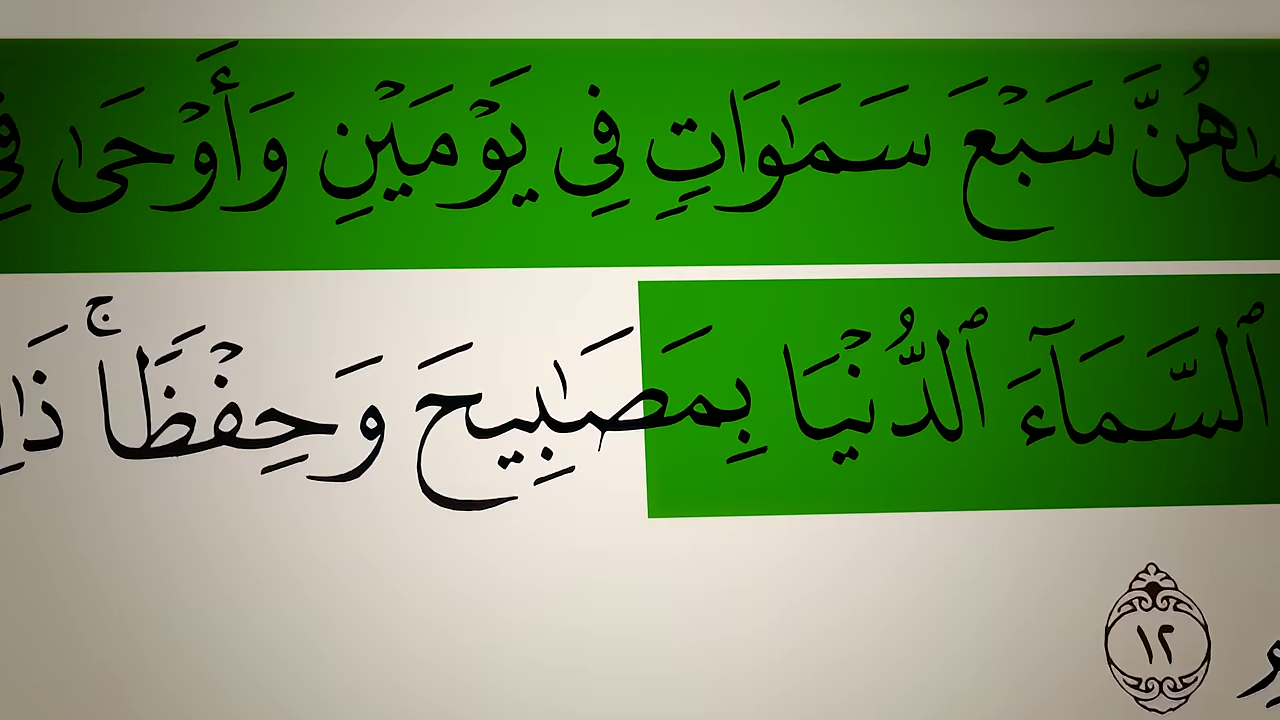 سَبْعَ سَمَٰوَاتٍ فِي يَوْمَيْنِ وَأَوْحَىٰ فِي
ٱلسَّمَآءَ ٱلدُّنْيَا بِمَصَٰبِيحَ وَحِفْظًاۚ
١٢